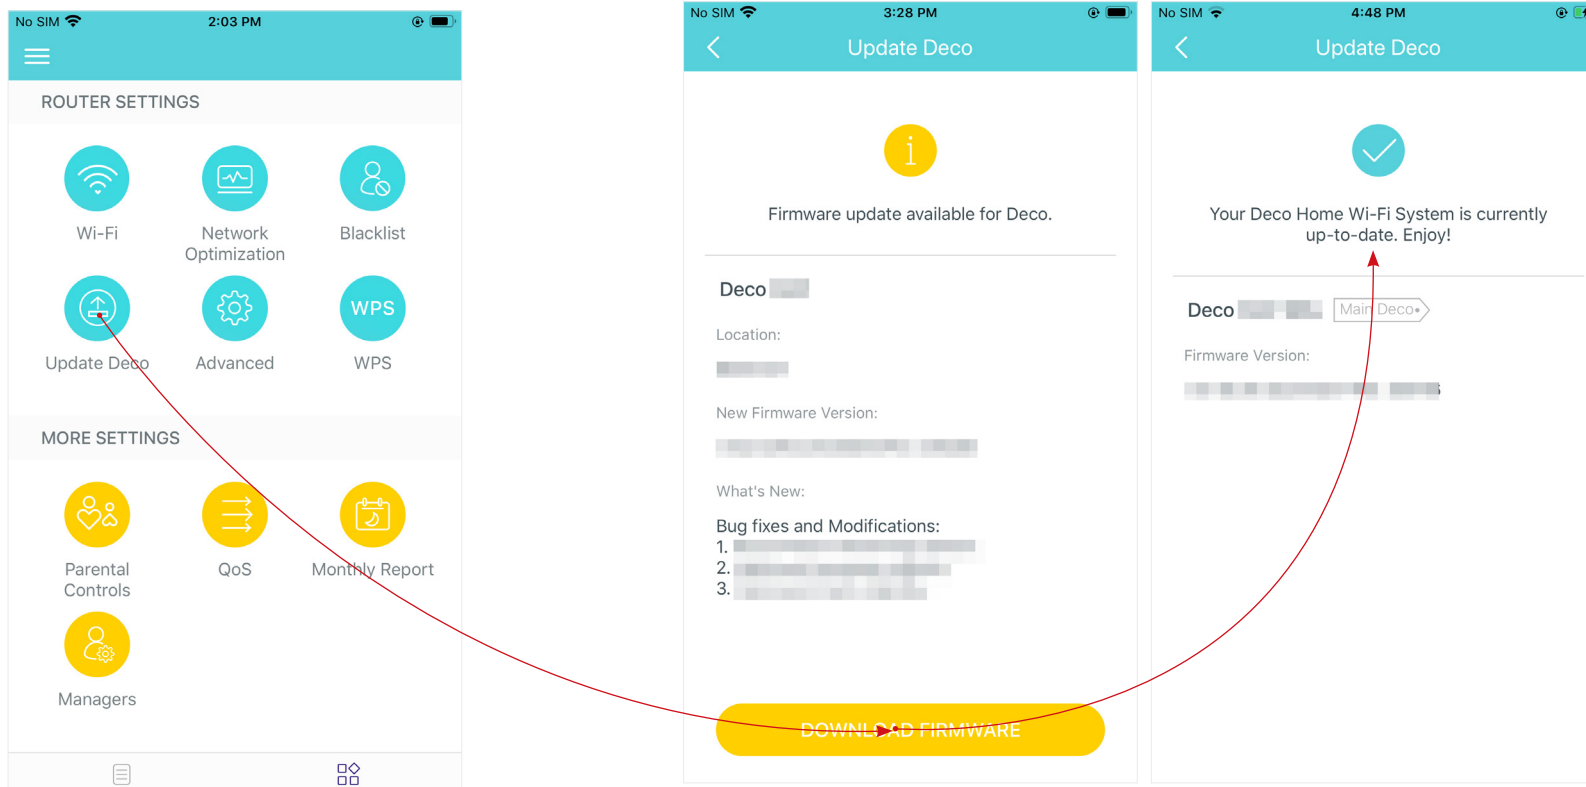 No SIM 2:03 PM
ROUTER SETTINGS
Wi-Fi
Network
Optimization
Blacklist
WPS
Update Deco
Advanced
WPS
MORE SETTINGS
Parental
Controls
QoS
Monthly Report
Managers
No SIM 3:28 PM
Update Deco
i
Firmware update available for Deco.
Deco
Location:
New Firmware Version:
What's New:
Bug fixes and Modifications:
1.
2.
3.
DOWNLOAD FIRMWARE
No SIM 4:48 PM
Update Deco
Your Deco Home Wi-Fi System is currently
up-to-date. Enjoy!
Deco Main Deco
Firmware Version: